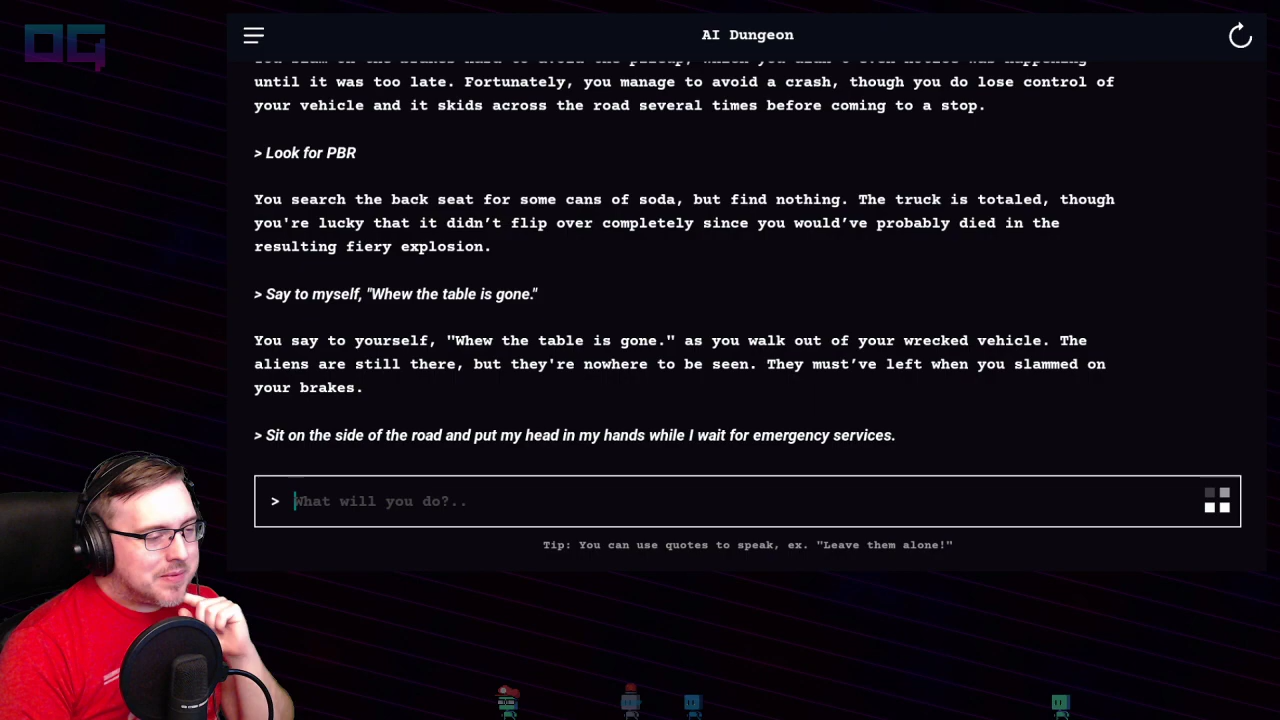 OG
AI Dungeon
until it was too late. Fortunately, you manage to avoid a crash, though you do lose control of
your vehicle and it skids across the road several times before coming to a stop.
> Look for PBR
You search the back seat for some cans of soda, but find nothing. The truck is totaled, though
you're lucky that it didn’t flip over completely since you would’ve probably died in the
resulting fiery explosion.
> Say to myself, "Whew the table is gone."
You say to yourself, "Whew the table is gone." as you walk out of your wrecked vehicle. The
aliens are still there, but they're nowhere to be seen. They must’ve left when you slammed on
your brakes.
> Sit on the side of the road and put my head in my hands while I wait for emergency services.
> What will you do?..
Tip: You can use quotes to speak, ex. "Leave them alone!"